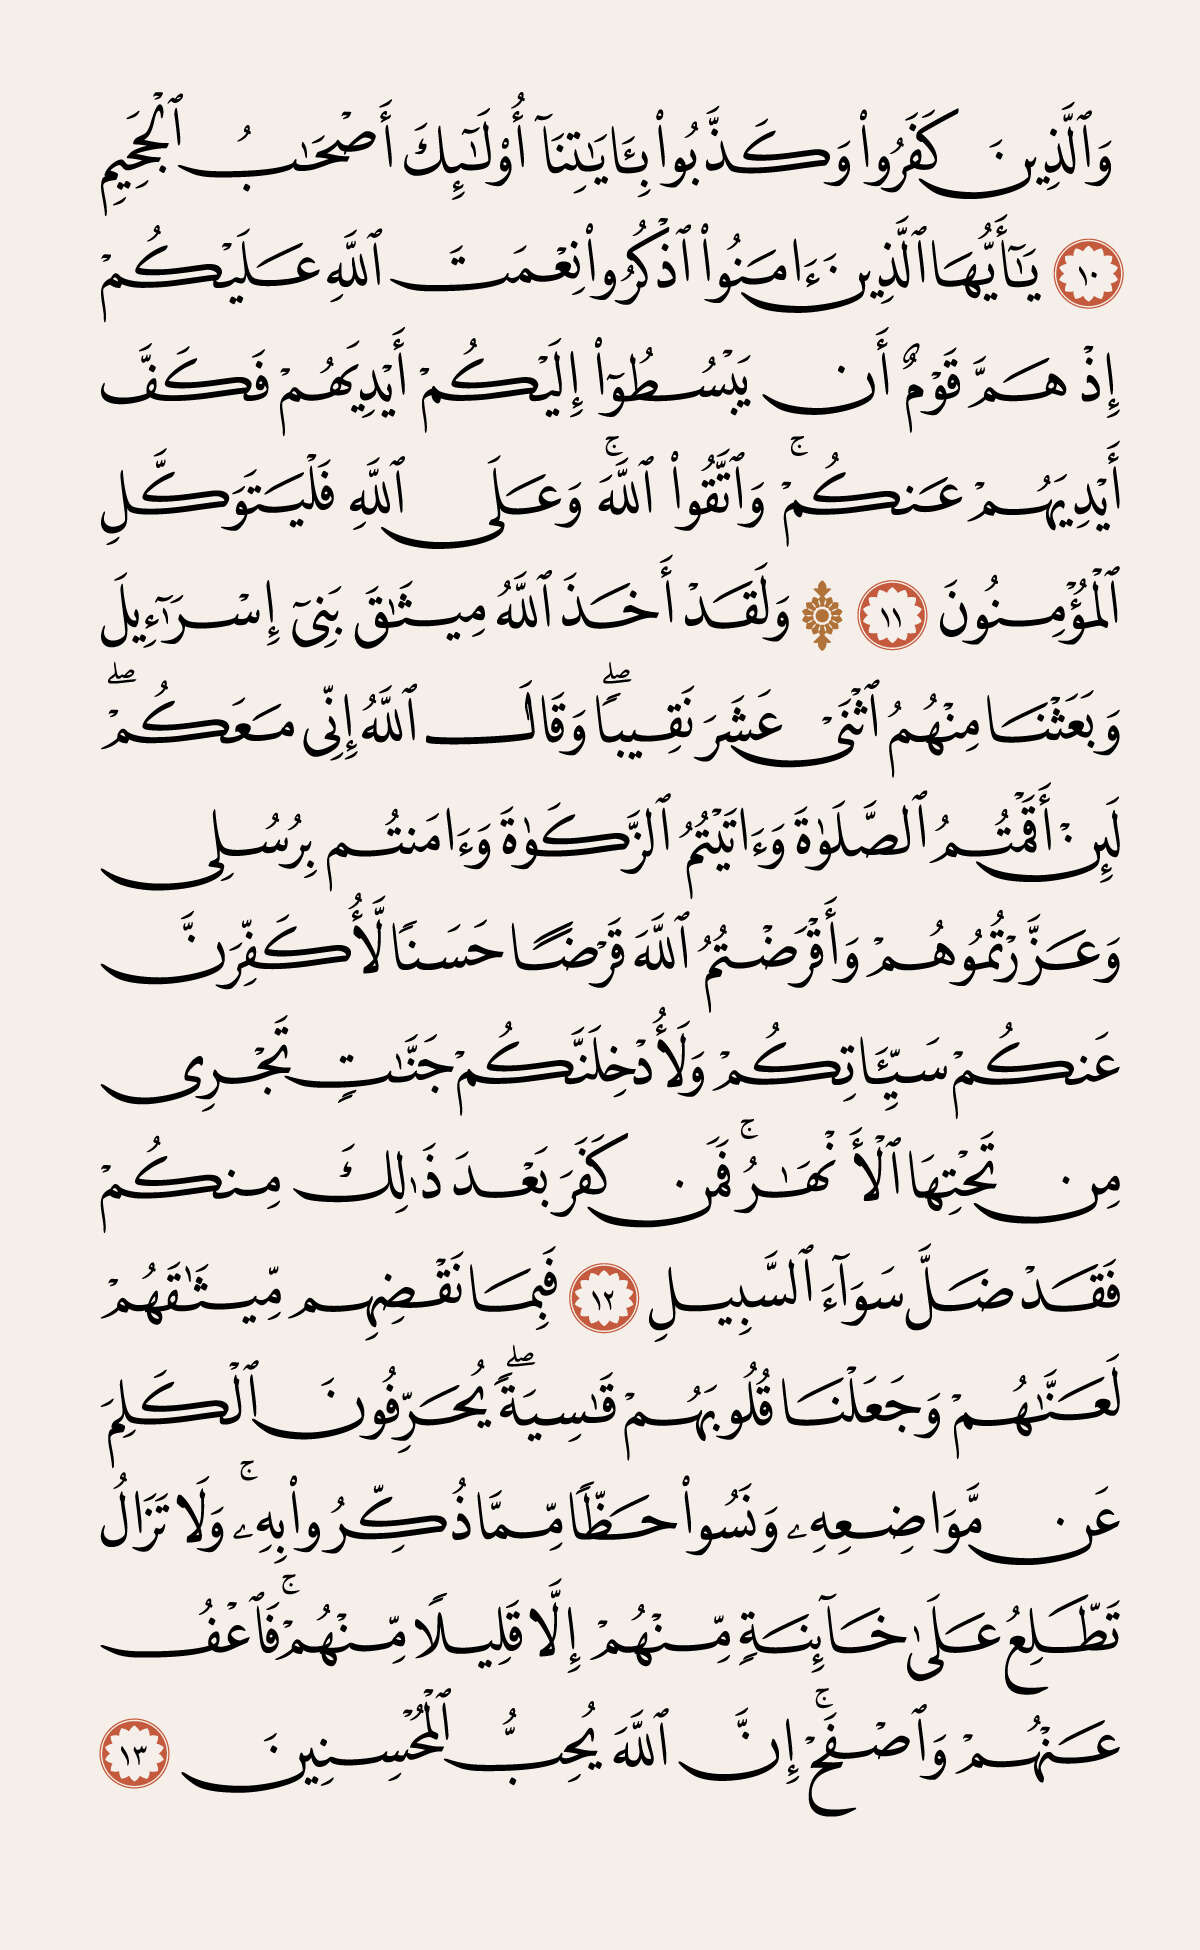 وَٱلَّذِينَ كَفَرُوا۟ وَكَذَّبُوا۟ بِـَٔايَـٰتِنَآ أُو۟لَـٰٓئِكَ أَصْحَـٰبُ ٱلْجَحِيمِ
١٠ يَـٰٓأَيُّهَا ٱلَّذِينَ ءَامَنُوا۟ ٱذْكُرُوا۟ نِعْمَتَ ٱللَّهِ عَلَيْكُمْ
إِذْ هَمَّ قَوْمٌ أَن يَبْسُطُوٓا۟ إِلَيْكُمْ أَيْدِيَهُمْ فَكَفَّ
أَيْدِيَهُمْ عَنكُمْ ۚ وَٱتَّقُوا۟ ٱللَّهَ ۚ وَعَلَى ٱللَّهِ فَلْيَتَوَكَّلِ
ٱلْمُؤْمِنُونَ ١١ ۞ وَلَقَدْ أَخَذَ ٱللَّهُ مِيثَـٰقَ بَنِىٓ إِسْرَٰٓءِيلَ
وَبَعَثْنَا مِنْهُمُ ٱثْنَىْ عَشَرَ نَقِيبًا ۖ وَقَالَ ٱللَّهُ إِنِّى مَعَكُمْ ۖ
لَئِنْ أَقَمْتُمُ ٱلصَّلَوٰةَ وَءَاتَيْتُمُ ٱلزَّكَوٰةَ وَءَامَنتُم بِرُسُلِى
وَعَزَّرْتُمُوهُمْ وَأَقْرَضْتُمُ ٱللَّهَ قَرْضًا حَسَنًا لَّأُكَفِّرَنَّ
عَنكُمْ سَيِّـَٔاتِكُمْ وَلَأُدْخِلَنَّكُمْ جَنَّـٰتٍ تَجْرِى
مِن تَحْتِهَا ٱلْأَنْهَـٰرُ ۚ فَمَن كَفَرَ بَعْدَ ذَٰلِكَ مِنكُمْ
فَقَدْ ضَلَّ سَوَآءَ ٱلسَّبِيلِ ١٢ فَبِمَا نَقْضِهِم مِّيثَـٰقَهُمْ
لَعَنَّـٰهُمْ وَجَعَلْنَا قُلُوبَهُمْ قَـٰسِيَةً ۖ يُحَرِّفُونَ ٱلْكَلِمَ
عَن مَّوَاضِعِهِۦ وَنَسُوا۟ حَظًّا مِّمَّا ذُكِّرُوا۟ بِهِۦ ۚ وَلَا تَزَالُ
تَطَّلِعُ عَلَىٰ خَآئِنَةٍ مِّنْهُمْ إِلَّا قَلِيلًا مِّنْهُمْ ۚ فَٱعْفُ
عَنْهُمْ وَٱصْفَحْ ۚ إِنَّ ٱللَّهَ يُحِبُّ ٱلْمُحْسِنِينَ ١٣